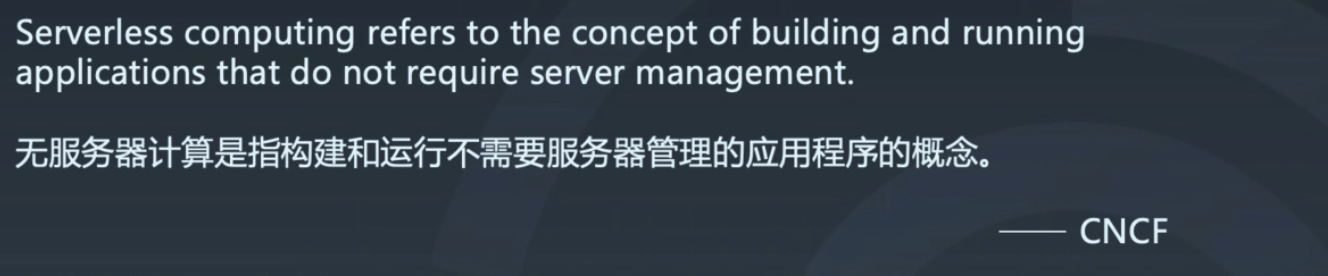 Serverless computing refers to the concept of building and running
applications that do not require server management.
无服务器计算是指构建和运行不需要服务器管理的应用程序的概念。
—— CNCF